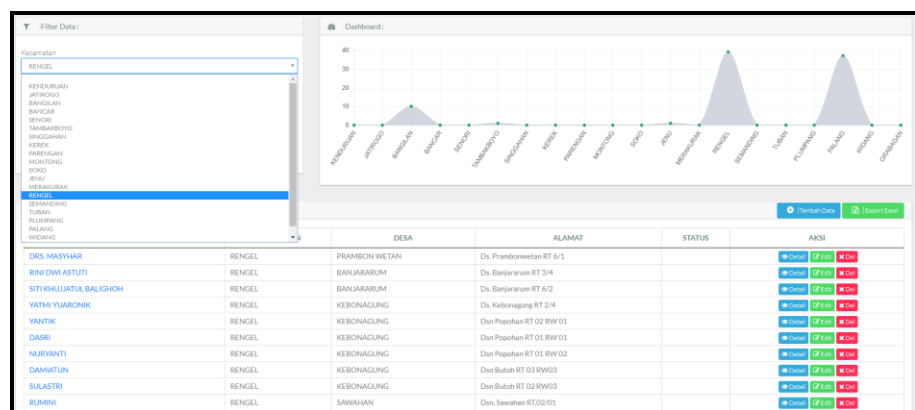 Filter Data :
Kecamatan
RENGEL
KENDURUAN
JATIROGO
BANGILAN
BANCAR
SENORI
TAMBAKBOYO
SINGGAHAN
KEREK
PARENGAN
MONTONG
SOKO
JENU
MERAKURAK
RENGEL
SEMANDING
TUBAN
PLUMPANG
PALANG
WIDANG
Dashboard :
40
30
20
10
0
KENDURUAN JATIROGO BANGILAN BANCAR SENORI TAMBAKBOYO SINGGAHAN KEREK PARENGAN MONTONG SOKO JENU MERAKURAK RENGEL SEMANDING TUBAN PLUMPANG PALANG WIDANG GRABAGAN
Tambah Data Export Excel
N DESA ALAMAT STATUS AKSI
DRS. MASYHAR RENGEL PRAMBON WETAN Ds. Prambonwetan RT 6/1 Detail Edit Del
RINI DWI ASTUTI RENGEL BANJARARUM Ds. Banjararum RT 3/4 Detail Edit Del
SITI KHUJJATUL BALIGHOH RENGEL BANJARARUM Ds. Banjararum RT 6/2 Detail Edit Del
YATMI YUARONIK RENGEL KEBONAGUNG Ds. Kebonagung RT 2/4 Detail Edit Del
YANTIK RENGEL KEBONAGUNG Dsn Popohan RT 02 RW 01 Detail Edit Del
DASRI RENGEL KEBONAGUNG Dsn Popohan RT 01 RW 01 Detail Edit Del
NURYANTI RENGEL KEBONAGUNG Dsn Popohan RT 01 RW 02 Detail Edit Del
DAMIATUN RENGEL KEBONAGUNG Dsn Butoh RT 03 RW03 Detail Edit Del
SULASTRI RENGEL KEBONAGUNG Dsn Butoh RT 02 RW03 Detail Edit Del
RUMINI RENGEL SAWAHAN Dsn. Sawahan RT.02/01 Detail Edit Del